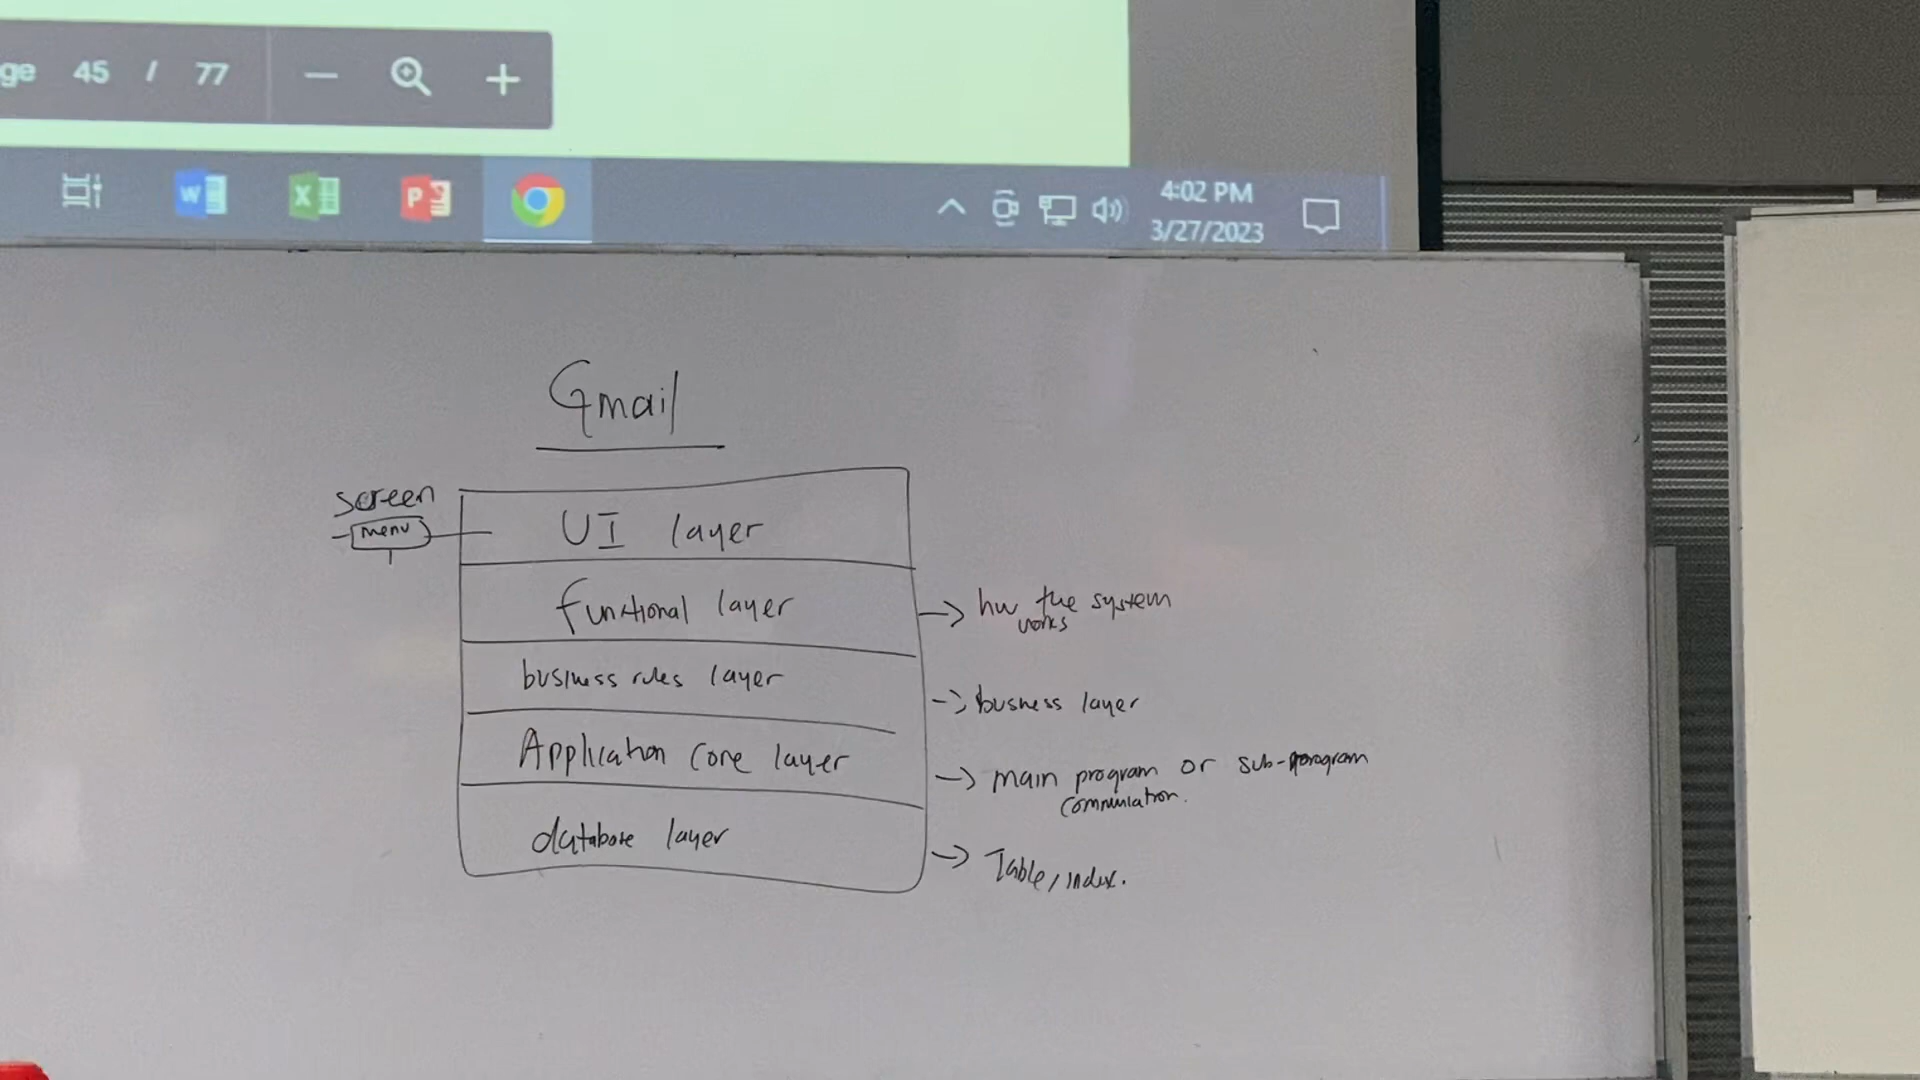 ge 45 / 77
4:02 PM
3/27/2023
Gmail
screen
menu
UI layer
functional layer
hw the system
works
business rules layer
business layer
Application core layer
main program or sub-program
communication.
database layer
Table, index.